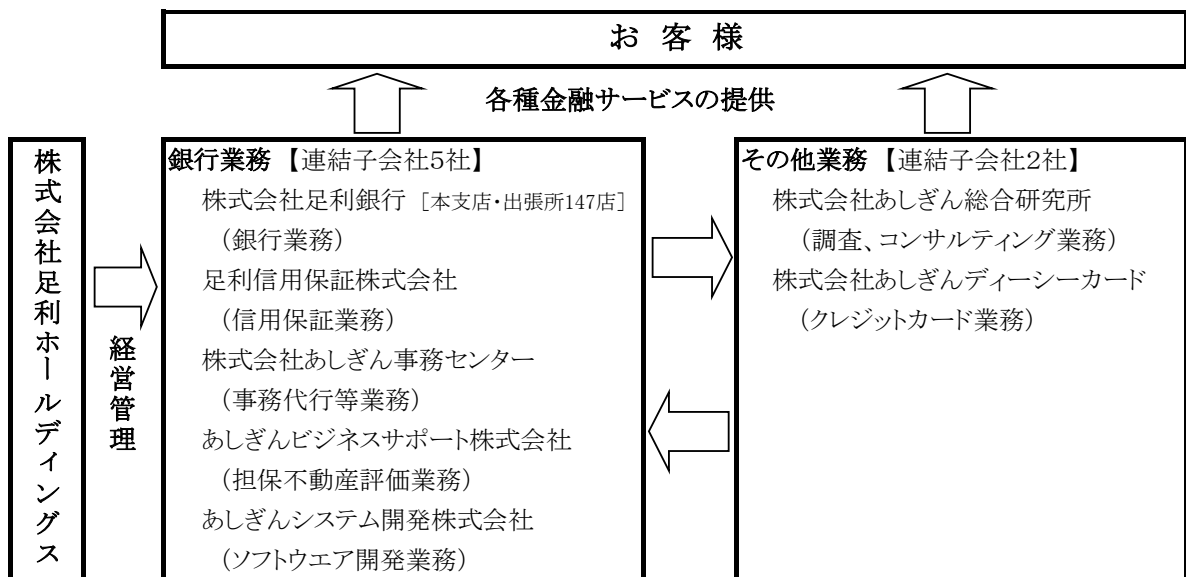 お 客 様
各種金融サービスの提供
株式会社足利ホールディングス
経営管理
銀行業務 【連結子会社5社】
株式会社足利銀行 [本支店・出張所147店]
(銀行業務)
足利信用保証株式会社
(信用保証業務)
株式会社あしぎん事務センター
(事務代行等業務)
あしぎんビジネスサポート株式会社
(担保不動産評価業務)
あしぎんシステム開発株式会社
(ソフトウエア開発業務)
その他業務 【連結子会社2社】
株式会社あしぎん総合研究所
(調査、コンサルティング業務)
株式会社あしぎんディーシーカード
(クレジットカード業務)